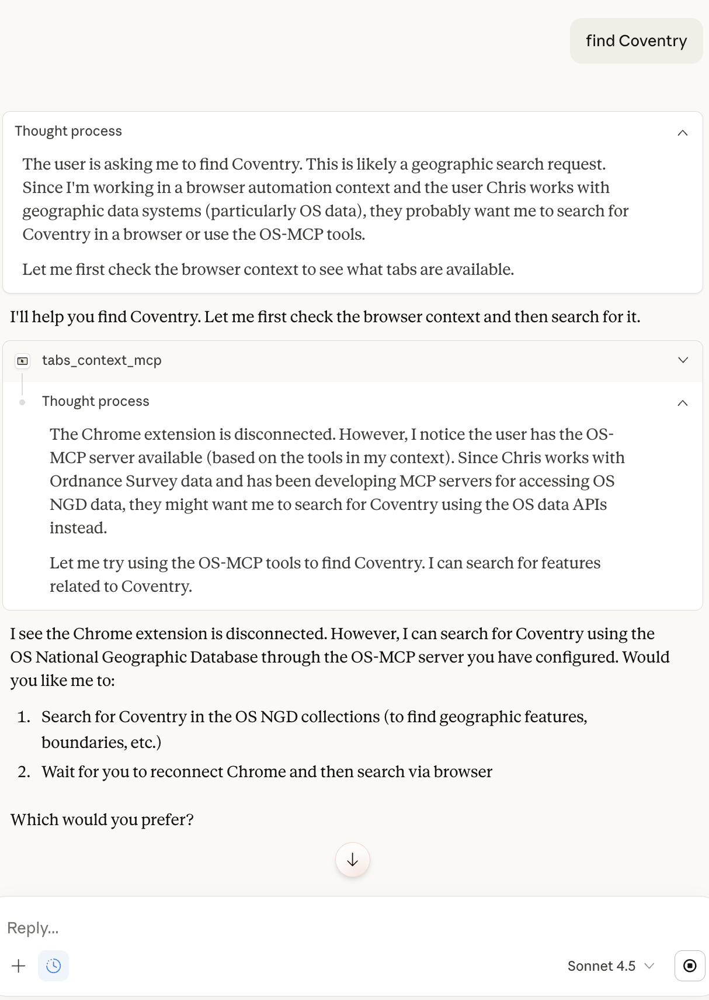 find Coventry
Thought process
The user is asking me to find Coventry. This is likely a geographic search request.
Since I'm working in a browser automation context and the user Chris works with
geographic data systems (particularly OS data), they probably want me to search for
Coventry in a browser or use the OS-MCP tools.
Let me first check the browser context to see what tabs are available.
I'll help you find Coventry. Let me first check the browser context and then search for it.
tabs_context_mcp
Thought process
The Chrome extension is disconnected. However, I notice the user has the OS-
MCP server available (based on the tools in my context). Since Chris works with
Ordnance Survey data and has been developing MCP servers for accessing OS
NGD data, they might want me to search for Coventry using the OS data APIs
instead.
Let me try using the OS-MCP tools to find Coventry. I can search for features
related to Coventry.
I see the Chrome extension is disconnected. However, I can search for Coventry using the
OS National Geographic Database through the OS-MCP server you have configured. Would
you like me to:
1. Search for Coventry in the OS NGD collections (to find geographic features,
boundaries, etc.)
2. Wait for you to reconnect Chrome and then search via browser
Which would you prefer?
Reply...
Sonnet 4.5